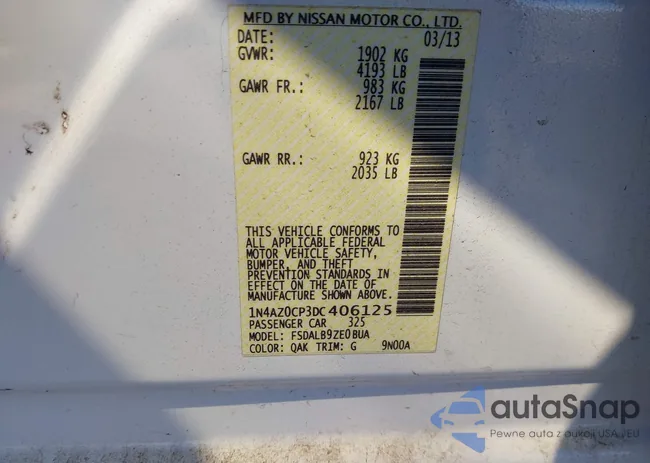 MFD BY NISSAN MOTOR CO., LTD.
DATE: 03/13
GVWR: 1902 KG
4193 LB
GAWR FR.: 983 KG
2167 LB
GAWR RR.: 923 KG
2035 LB
THIS VEHICLE CONFORMS TO
ALL APPLICABLE FEDERAL
MOTOR VEHICLE SAFETY,
BUMPER, AND THEFT
PREVENTION STANDARDS IN
EFFECT ON THE DATE OF
MANUFACTURE SHOWN ABOVE.
1N4AZ0CP3DC406125
PASSENGER CAR 325
MODEL: FSDALB9ZE0BUA
COLOR: QAK TRIM: G 9N00A
autoSnap
Pewne auta z aukcji USA i EU